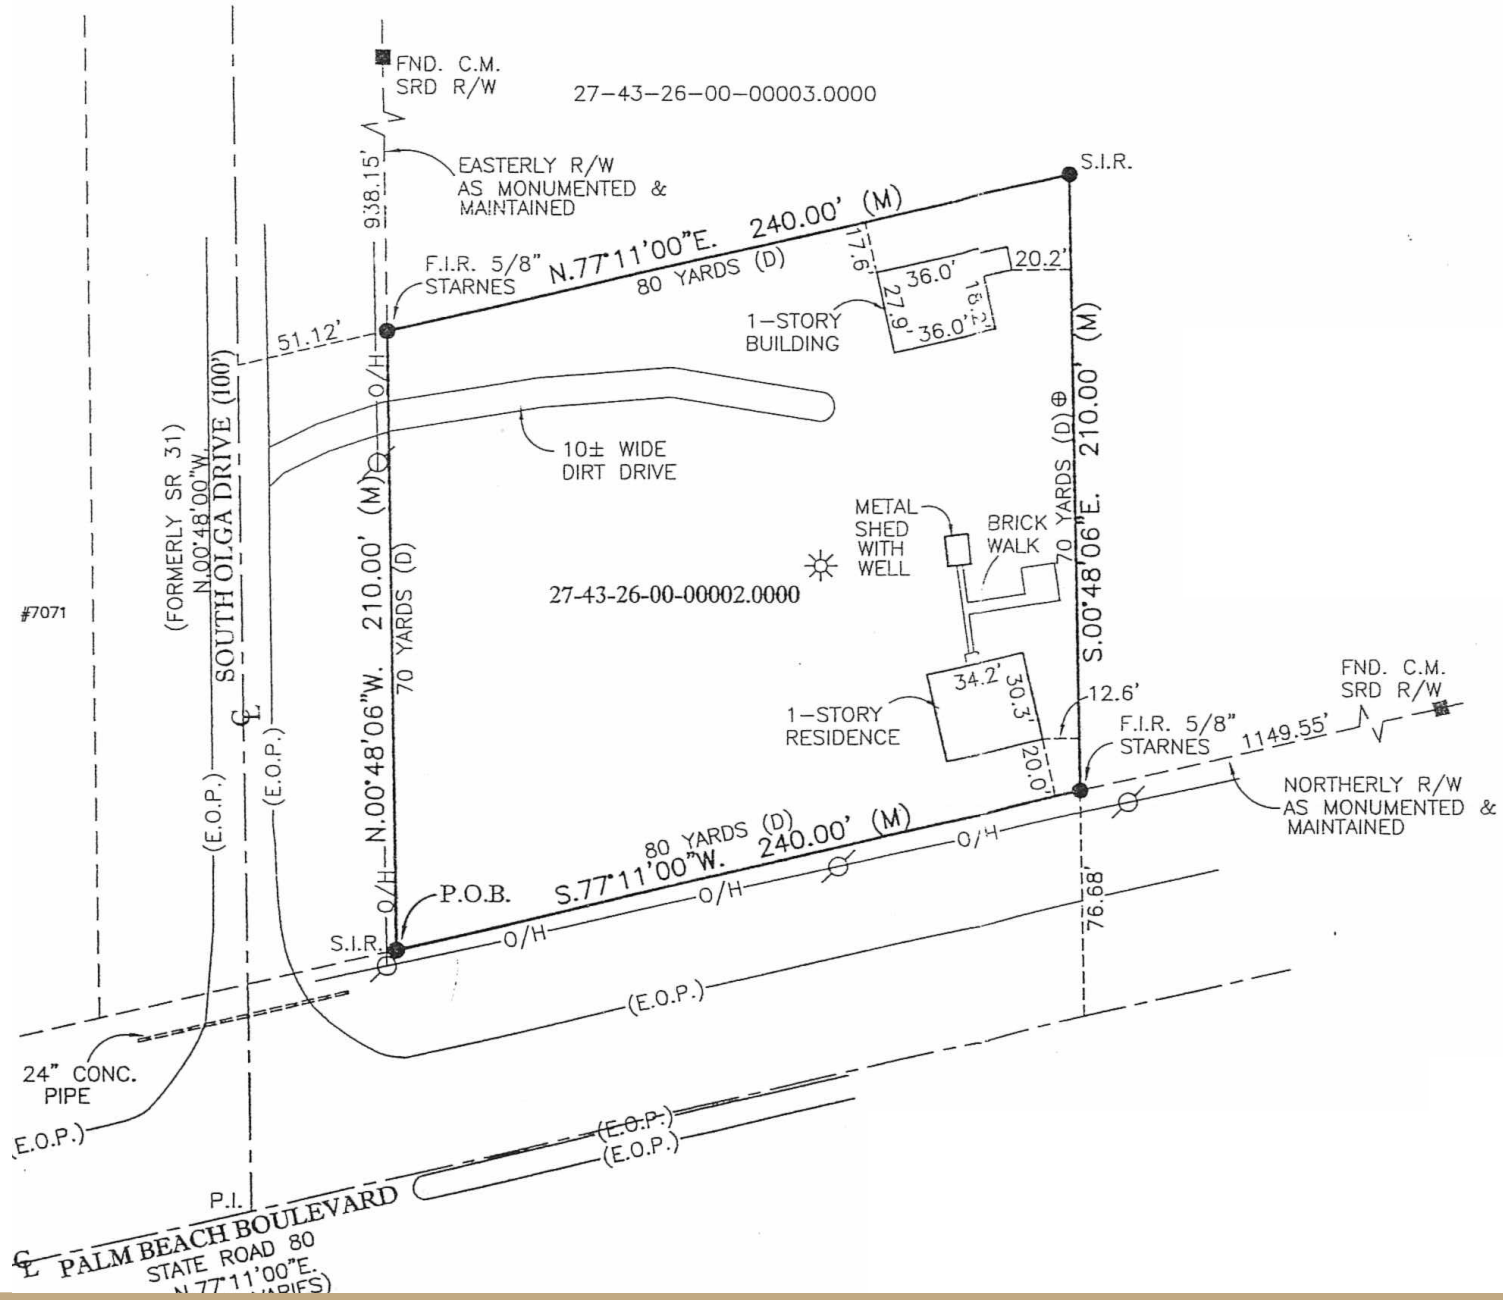 FND. C.M.
SRD R/W
27-43-26-00-00003.0000
938.15'
EASTERLY R/W
AS MONUMENTED &
MAINTAINED
S.I.R.
F.I.R. 5/8"
STARNES
N.77°11'00"E. 240.00' (M)
80 YARDS (D)
17.6'
36.0'
20.2'
27.9'
18.2'
36.0'
1-STORY
BUILDING
51.12'
O/H
10± WIDE
DIRT DRIVE
(FORMERLY SR 31)
N.00°48'00"W.
SOUTH OLGA DRIVE (100')
#7071
N.00°48'06"W. 210.00' (M)
70 YARDS (D)
27-43-26-00-00002.0000
METAL
SHED
WITH
WELL
BRICK
WALK
70 YARDS (D)
S.00°48'06"E. 210.00' (M)
34.2'
30.3'
1-STORY
RESIDENCE
12.6'
20.0'
F.I.R. 5/8"
STARNES
1149.55'
FND. C.M.
SRD R/W
NORTHERLY R/W
AS MONUMENTED &
MAINTAINED
℄
(E.O.P.)
(E.O.P.)
80 YARDS (D)
S.77°11'00"W. 240.00' (M)
O/H
O/H
O/H
O/H
P.O.B.
S.I.R.
76.68'
(E.O.P.)
24" CONC.
PIPE
E.O.P.)
(E.O.P.)
(E.O.P.)
P.I.
℄ PALM BEACH BOULEVARD
STATE ROAD 80
N.77°11'00"E.
VARIES)